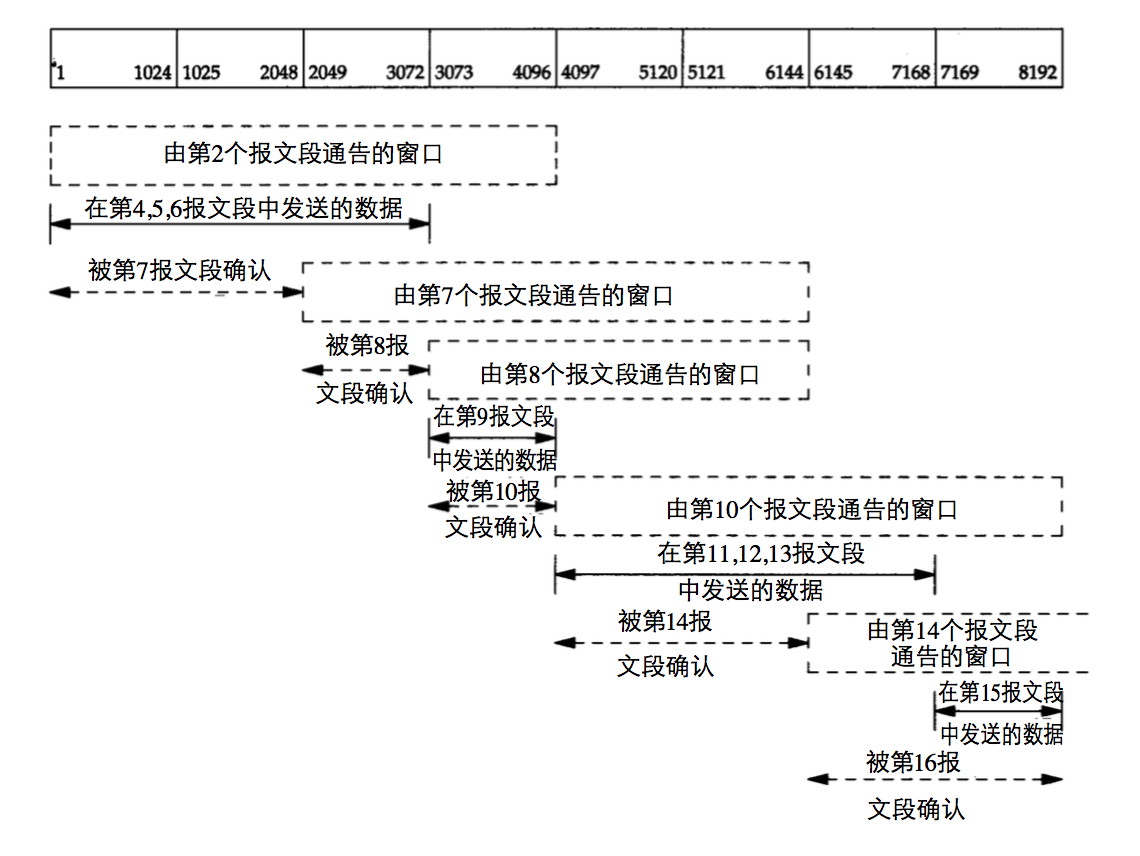 1 1024 1025 2048 2049 3072 3073 4096 4097 5120 5121 6144 6145 7168 7169 8192
由第2个报文段通告的窗口
在第4,5,6报文段中发送的数据
被第7报文段确认
由第7个报文段通告的窗口
被第8报
文段确认
由第8个报文段通告的窗口
在第9报文段
中发送的数据
被第10报
文段确认
由第10个报文段通告的窗口
在第11,12,13报文段
中发送的数据
被第14报
文段确认
由第14个报文段
通告的窗口
在第15报文段
中发送的数据
被第16报
文段确认